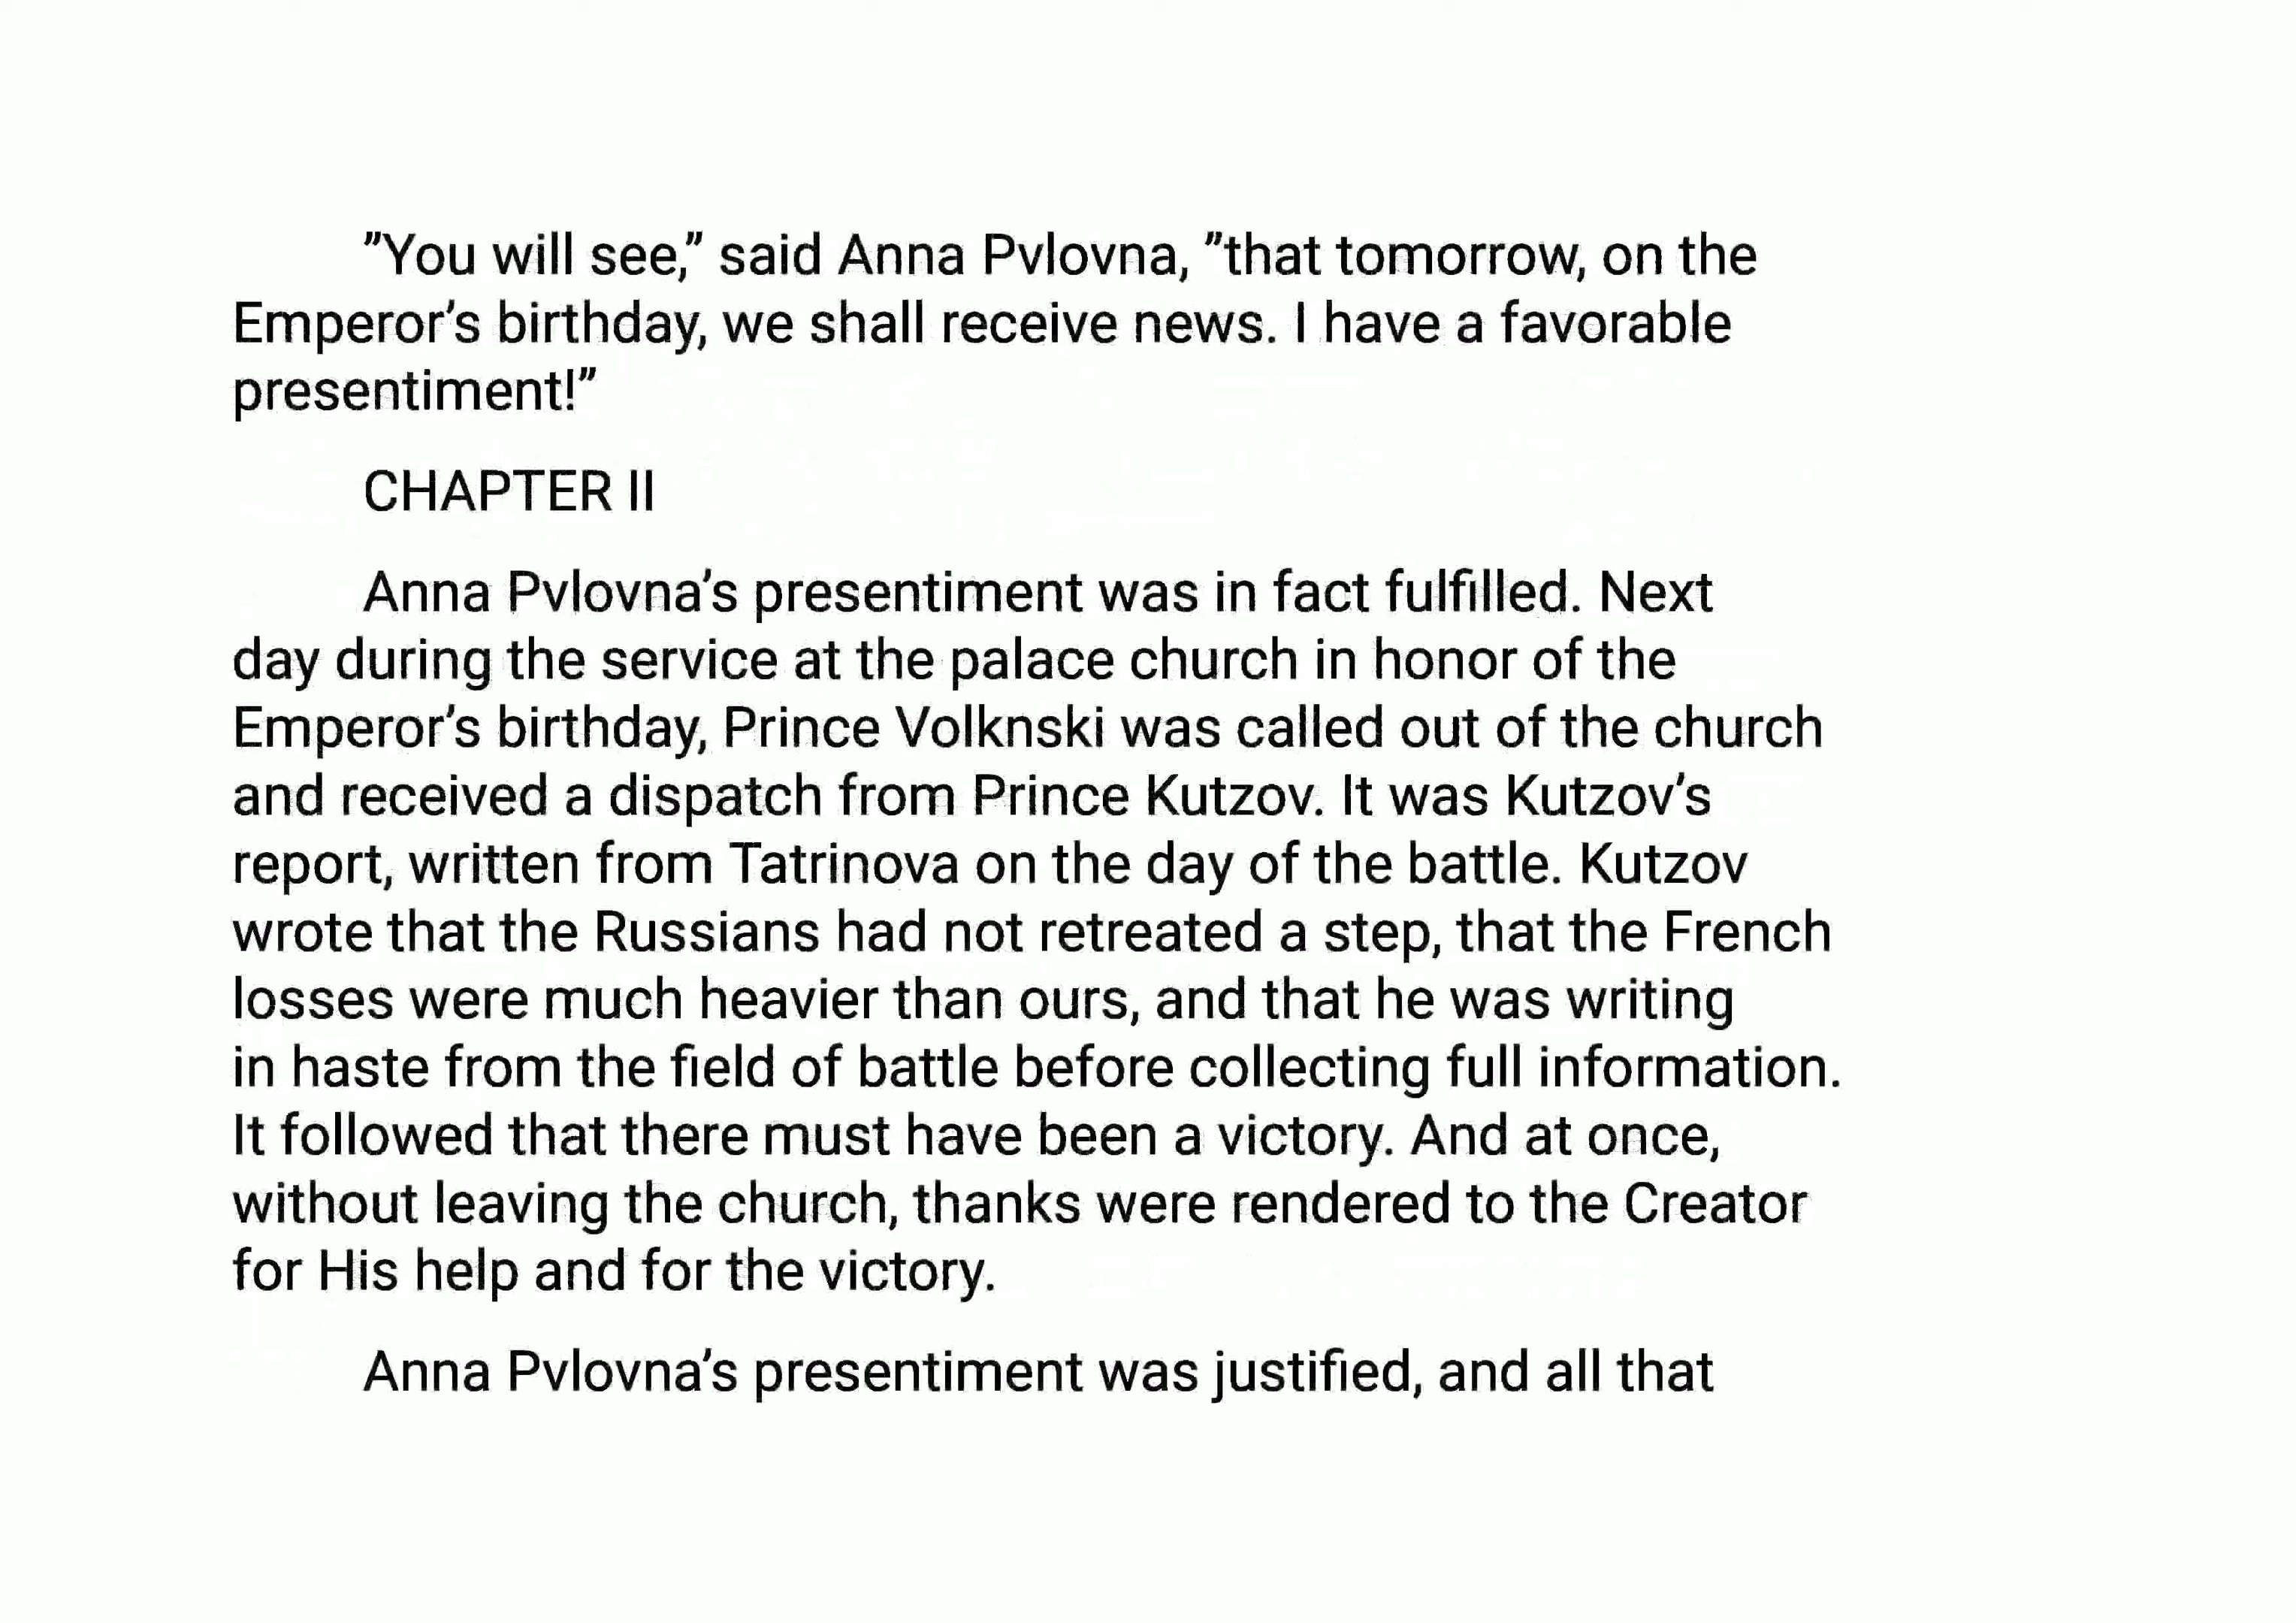 ”You will see,” said Anna Pvlovna, ”that tomorrow, on the
Emperor’s birthday, we shall receive news. I have a favorable
presentiment!”
CHAPTER II
Anna Pvlovna’s presentiment was in fact fulfilled. Next
day during the service at the palace church in honor of the
Emperor’s birthday, Prince Volknski was called out of the church
and received a dispatch from Prince Kutzov. It was Kutzov’s
report, written from Tatrinova on the day of the battle. Kutzov
wrote that the Russians had not retreated a step, that the French
losses were much heavier than ours, and that he was writing
in haste from the field of battle before collecting full information.
It followed that there must have been a victory. And at once,
without leaving the church, thanks were rendered to the Creator
for His help and for the victory.
Anna Pvlovna’s presentiment was justified, and all that